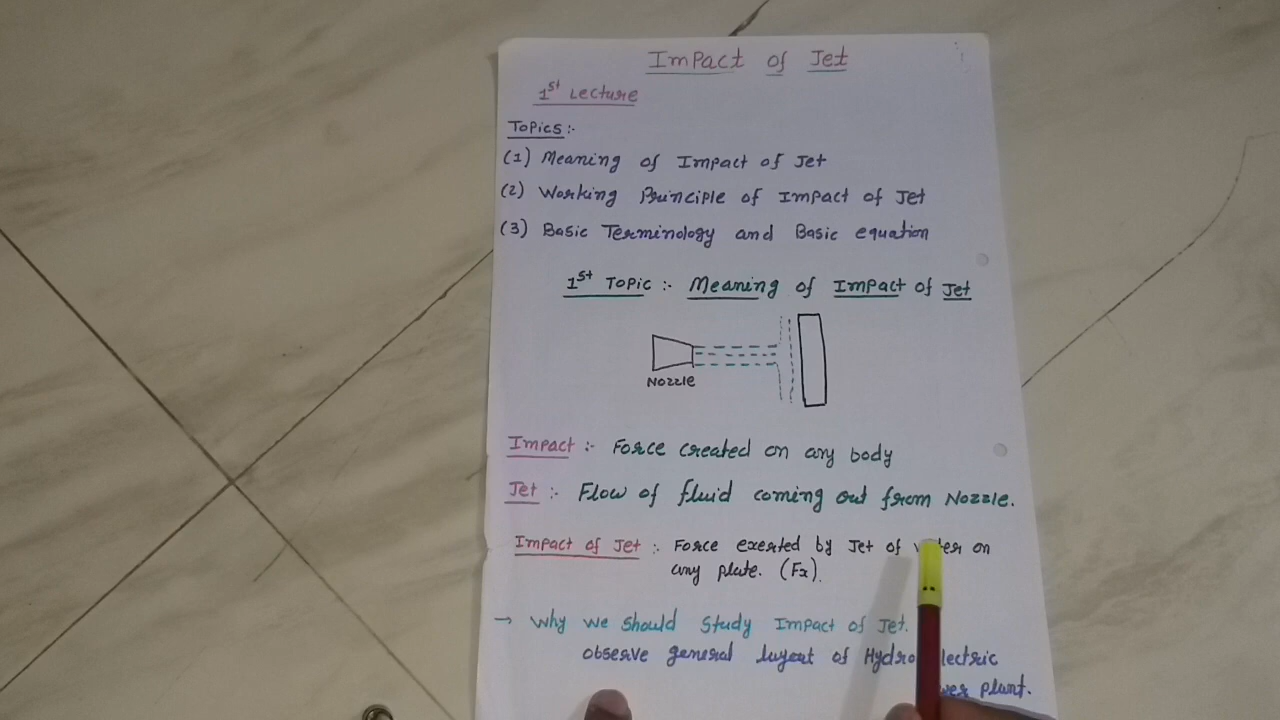 Impact of Jet
1st Lecture
Topics :-
(1) Meaning of Impact of Jet
(2) Working Principle of Impact of Jet
(3) Basic Terminology and Basic equation
1st Topic :- Meaning of Impact of Jet
Nozzle
Impact :- Force created on any body
Jet :- Flow of fluid coming out from Nozzle.
Impact of Jet :- Force exerted by Jet of water on
any plate. (Fx).
→ Why we should study Impact of Jet.
observe general layout of Hydro
plant.